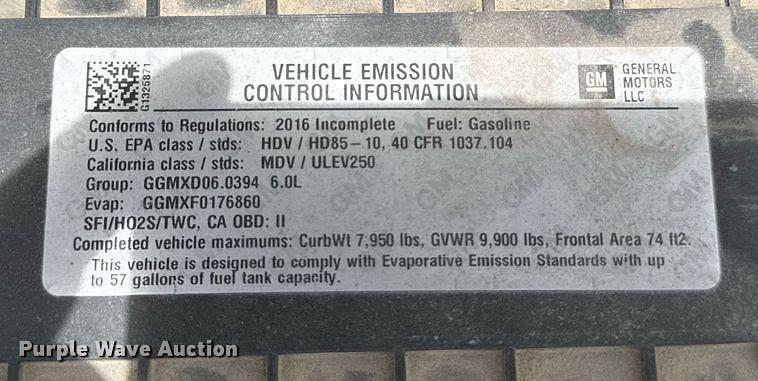 VEHICLE EMISSION
CONTROL INFORMATION
G1325871
GM
GENERAL
MOTORS
LLC
Conforms to Regulations: 2016 Incomplete Fuel: Gasoline
U.S. EPA class / stds: HDV / HD85-10, 40 CFR 1037.104
California class / stds: MDV / ULEV250
Group: GGMXD06.0394 6.0L
Evap: GGMXF0176860
SFI/HO2S/TWC, CA OBD: II
Completed vehicle maximums: CurbWt 7,950 lbs, GVWR 9,900 lbs, Frontal Area 74 ft2.
This vehicle is designed to comply with Evaporative Emission Standards with up
to 57 gallons of fuel tank capacity.
Purple Wave Auction